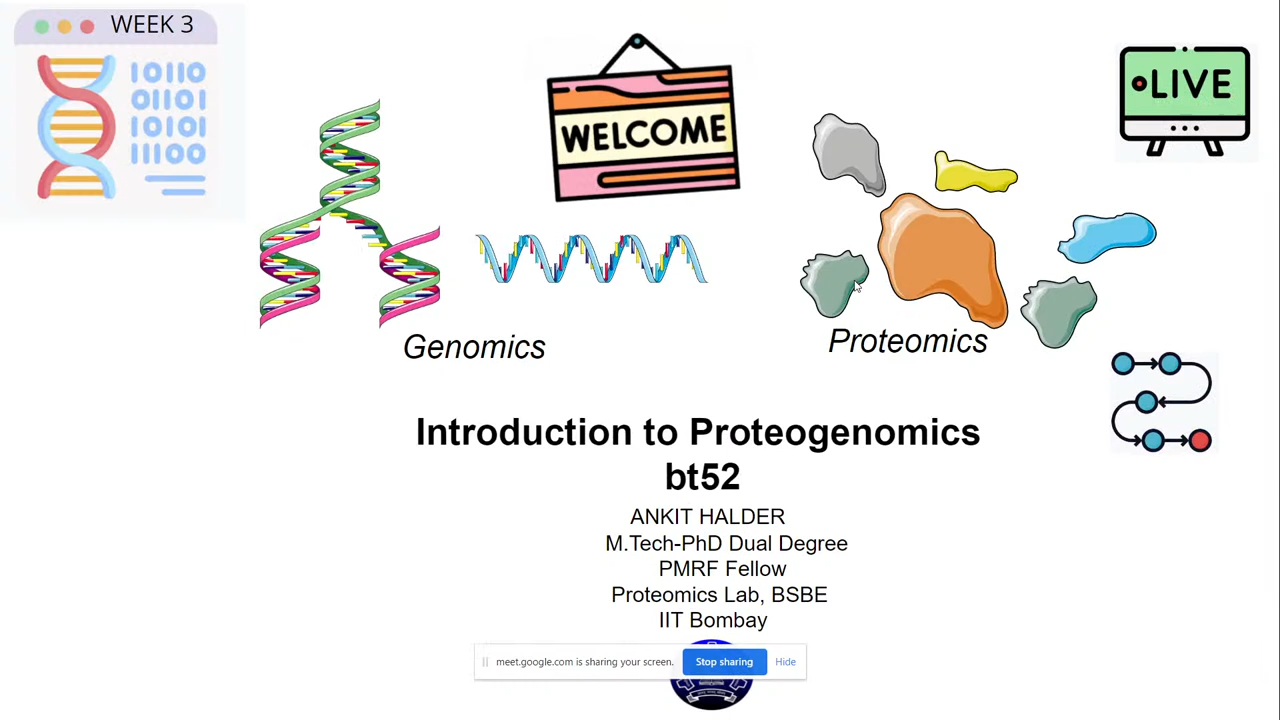 WEEK 3
10110
01101
10101
11100
WELCOME
LIVE
Genomics
Proteomics
Introduction to Proteogenomics
bt52
ANKIT HALDER
M.Tech-PhD Dual Degree
PMRF Fellow
Proteomics Lab, BSBE
IIT Bombay
meet.google.com is sharing your screen.
Stop sharing
Hide